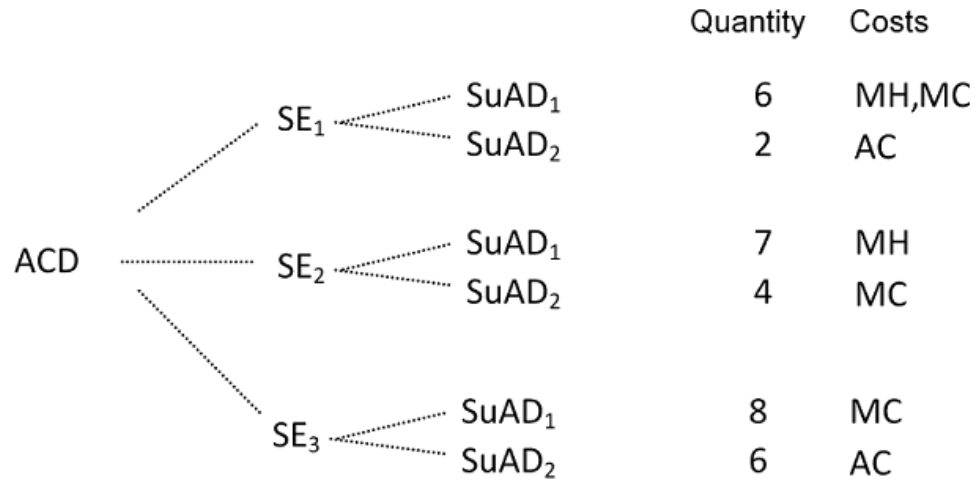 Quantity Costs
SuAD₁ 6 MH,MC
SE₁
SuAD₂ 2 AC
SuAD₁ 7 MH
ACD SE₂
SuAD₂ 4 MC
SuAD₁ 8 MC
SE₃
SuAD₂ 6 AC